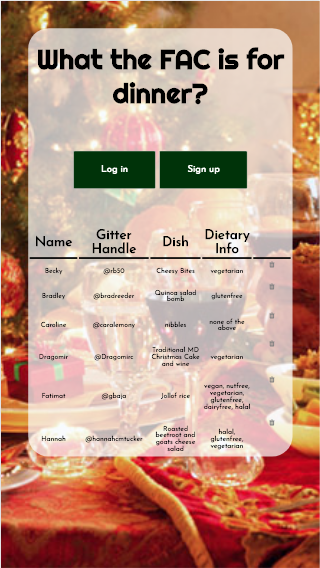 What the FAC is for
dinner?
Log in Sign up
Name Gitter Handle Dish Dietary Info
Becky @rb50 Cheesy Bites vegetarian
Bradley @bradreeder Quinoa salad bomb glutenfree
Caroline @caralemony nibbles none of the above
Dragomir @Dragomirc Traditional MD Christmas Cake and wine vegetarian
Fatimat @gbaja Jollof rice vegan, nutfree, vegetarian, glutenfree, dairyfree, halal
Hannah @hannahcmtucker Roasted beetroot and goats cheese salad halal, glutenfree, vegetarian